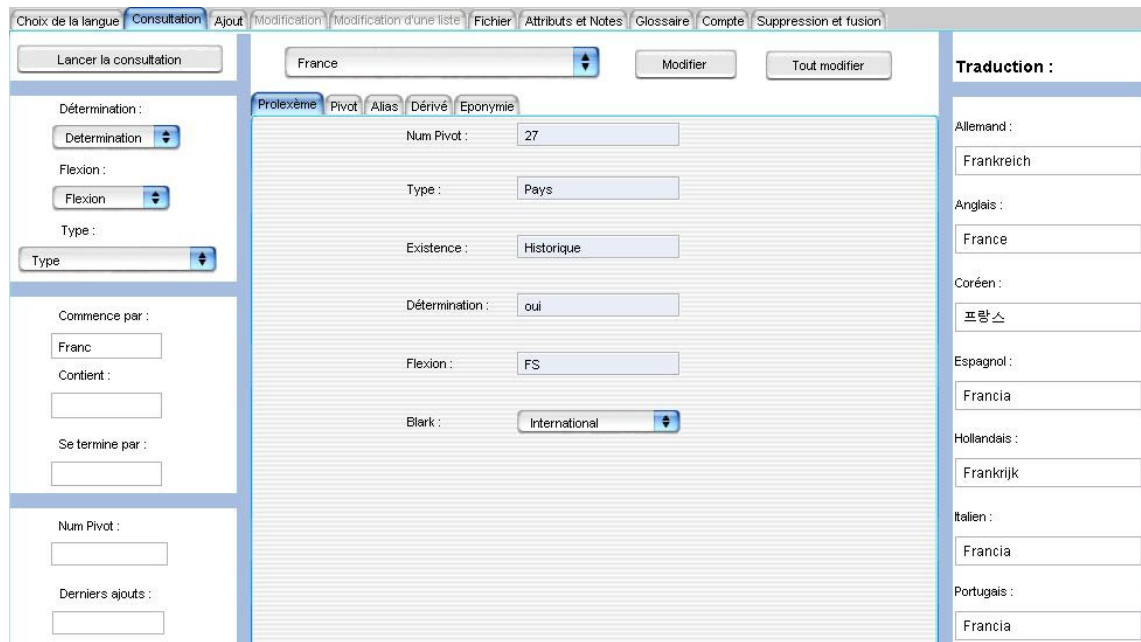 Choix de la langue Consultation Ajout Modification Modification d'une liste Fichier Attributs et Notes Glossaire Compte Suppression et fusion
Lancer la consultation
Détermination :
Determination
Flexion :
Flexion
Type :
Type
Commence par :
Franc
Contient :
Se termine par :
Num Pivot :
Derniers ajouts :
France Modifier Tout modifier
Prolexème Pivot Alias Dérivé Eponymie
Num Pivot : 27
Type : Pays
Existence : Historique
Détermination : oui
Flexion : FS
Blark : International
Traduction :
Allemand :
Frankreich
Anglais :
France
Coréen :
프랑스
Espagnol :
Francia
Hollandais :
Frankrijk
Italien :
Francia
Portugais :
Francia